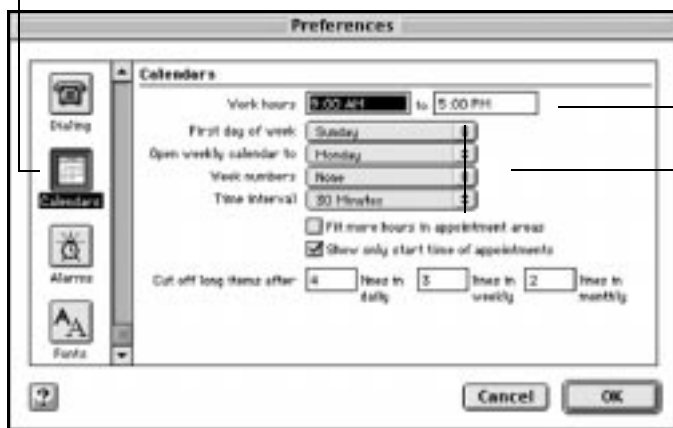 Preferences
Dialing
Calendars
Alarms
Fonts
Calendars
Work hours 9:00 AM to 5:00 PM
First day of week Sunday
Open weekly calendar to Monday
Week numbers None
Time interval 30 Minutes
Fit more hours in appointment areas
Show only start time of appointments
Cut off long items after 4 lines in daily 3 lines in weekly 2 lines in monthly
? Cancel OK